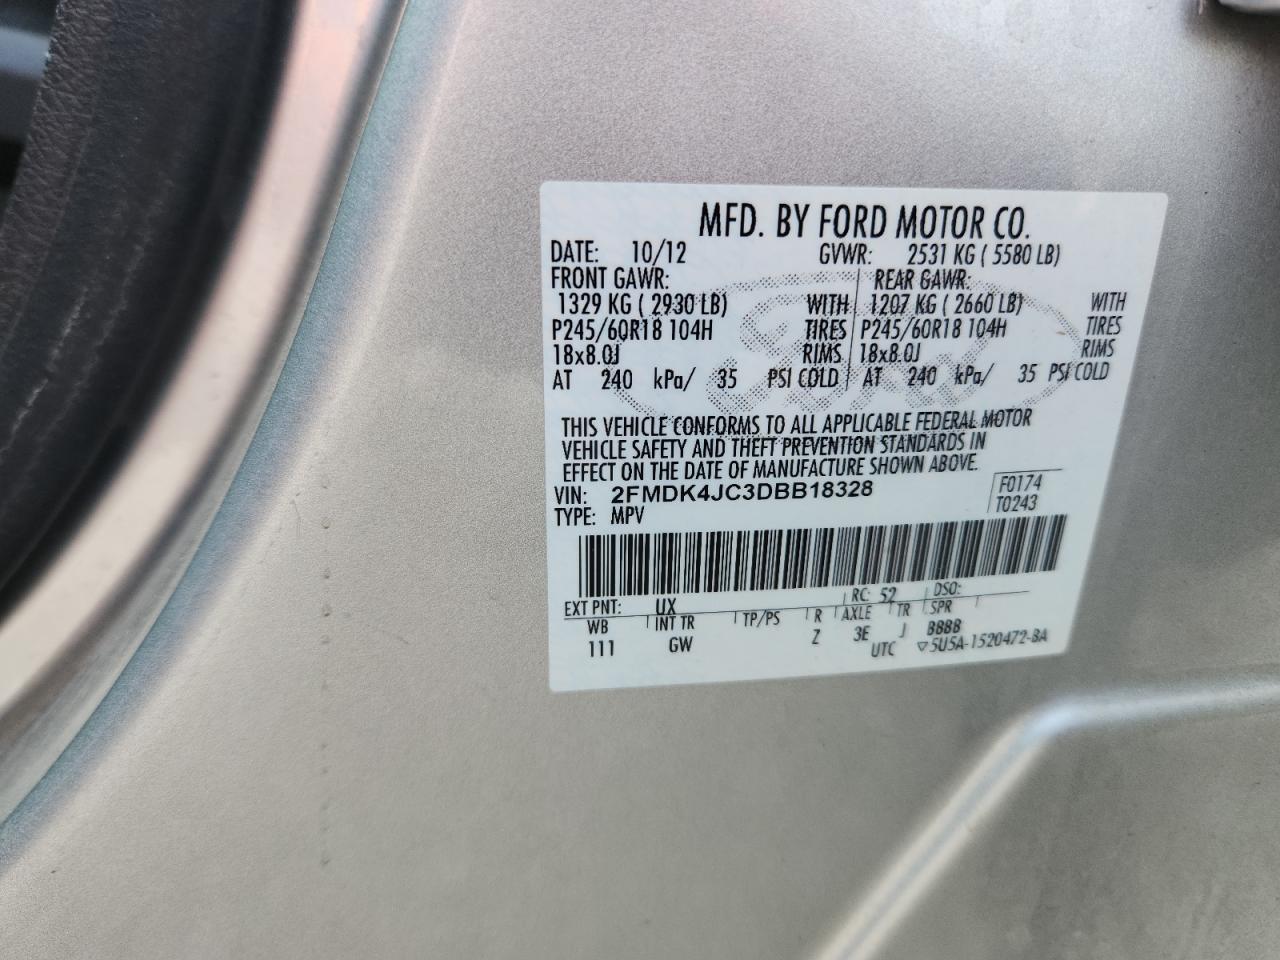 MFD. BY FORD MOTOR CO.
DATE: 10/12 GVWR: 2531 KG ( 5580 LB)
FRONT GAWR: REAR GAWR:
1329 KG ( 2930 LB) WITH 1207 KG ( 2660 LB) WITH
P245/60R18 104H TIRES P245/60R18 104H TIRES
18x8.0J RIMS 18x8.0J RIMS
AT 240 kPa/ 35 PSI COLD AT 240 kPa/ 35 PSI COLD
THIS VEHICLE CONFORMS TO ALL APPLICABLE FEDERAL MOTOR
VEHICLE SAFETY AND THEFT PREVENTION STANDARDS IN
EFFECT ON THE DATE OF MANUFACTURE SHOWN ABOVE.
VIN: 2FMDK4JC3DBB18328 F0174
TYPE: MPV T0243
EXT PNT: UX RC: 52 DSO:
WB INT TR TP/PS R AXLE TR SPR
111 GW Z 3E J BBBB
UTC ▽5U5A-1520472-BA